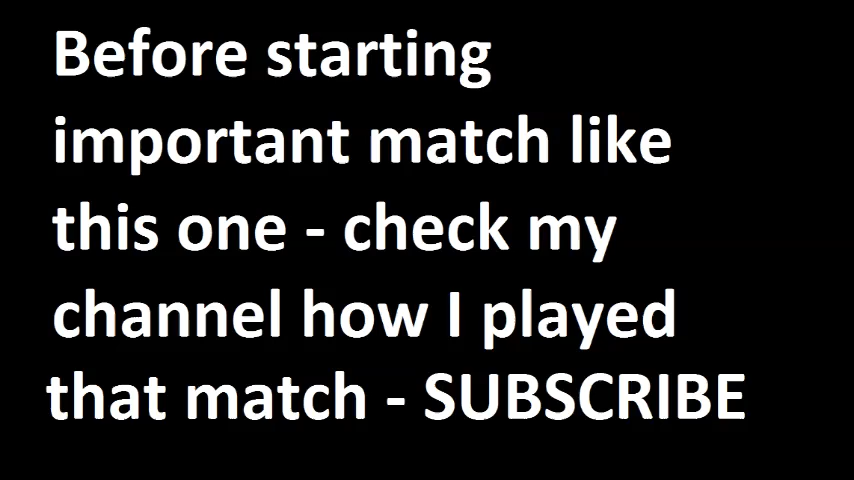 Before starting
important match like
this one - check my
channel how I played
that match - SUBSCRIBE